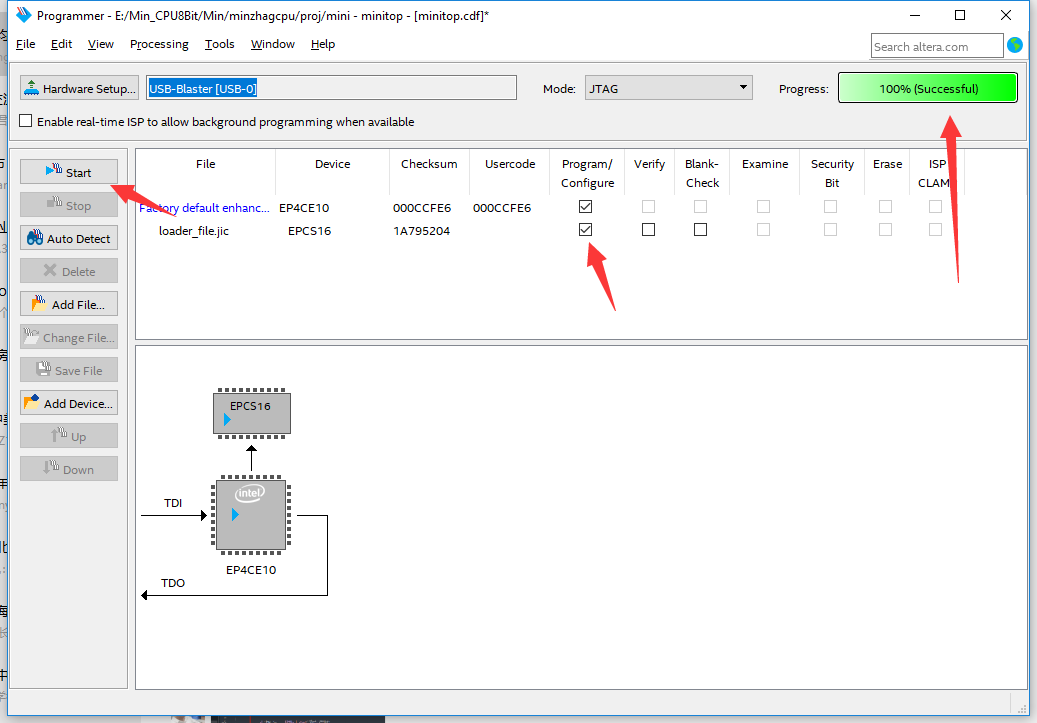 Programmer - E:/Min_CPU8Bit/Min/minzhagcpu/proj/mini - minitop - [minitop.cdf]*
File Edit View Processing Tools Window Help
Search altera.com
Hardware Setup... USB-Blaster [USB-0] Mode: JTAG Progress: 100% (Successful)
Enable real-time ISP to allow background programming when available
Start
Stop
Auto Detect
Delete
Add File...
Change File...
Save File
Add Device...
Up
Down
File Device Checksum Usercode Program/ Verify Blank- Examine Security Erase ISP
Configure Check Bit CLAMP
Factory default enhanc... EP4CE10 000CCFE6 000CCFE6
loader_file.jic EPCS16 1A795204
EPCS16
intel
TDI
EP4CE10
TDO